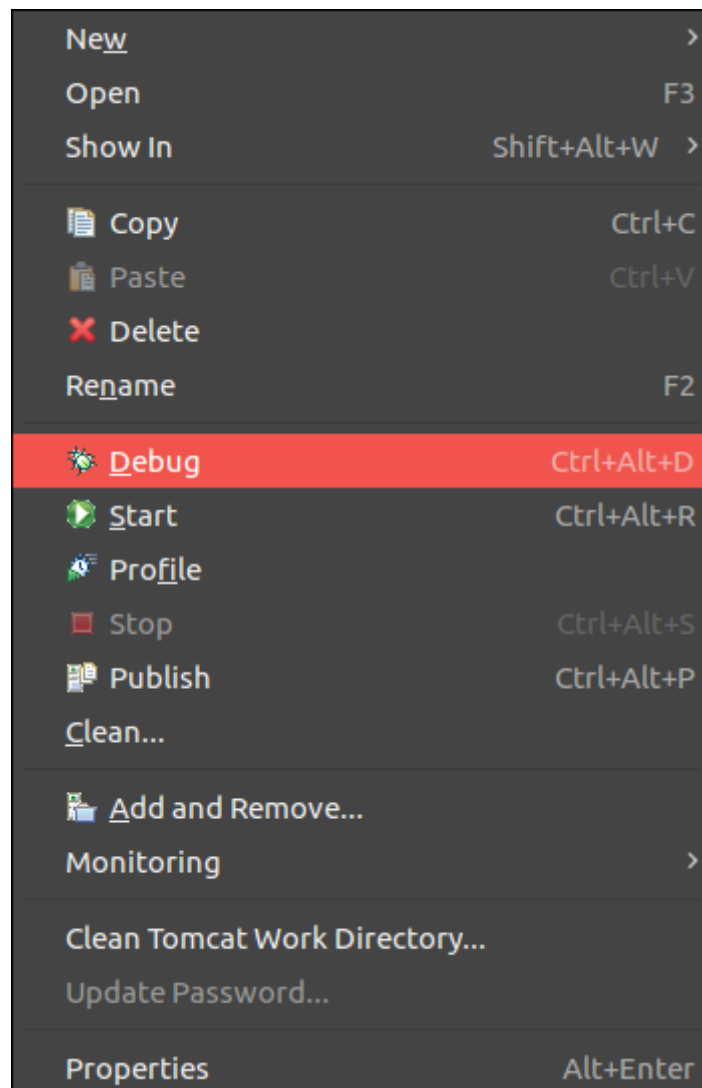 New
Open F3
Show In Shift+Alt+W
Copy Ctrl+C
Paste Ctrl+V
Delete
Rename F2
Debug Ctrl+Alt+D
Start Ctrl+Alt+R
Profile
Stop Ctrl+Alt+S
Publish Ctrl+Alt+P
Clean...
Add and Remove...
Monitoring
Clean Tomcat Work Directory...
Update Password...
Properties Alt+Enter